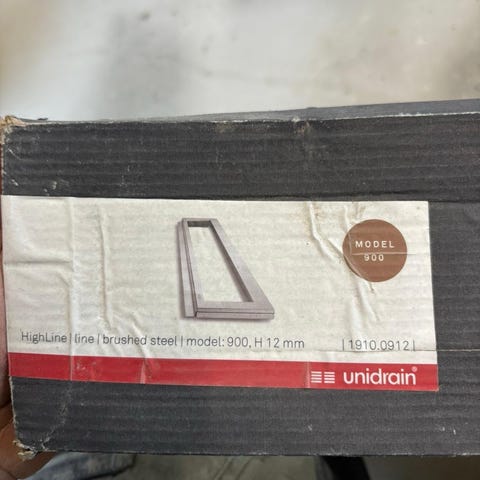 MODEL
900
HighLine | line | brushed steel | model: 900, H 12 mm | 1910.0912 |
unidrain®